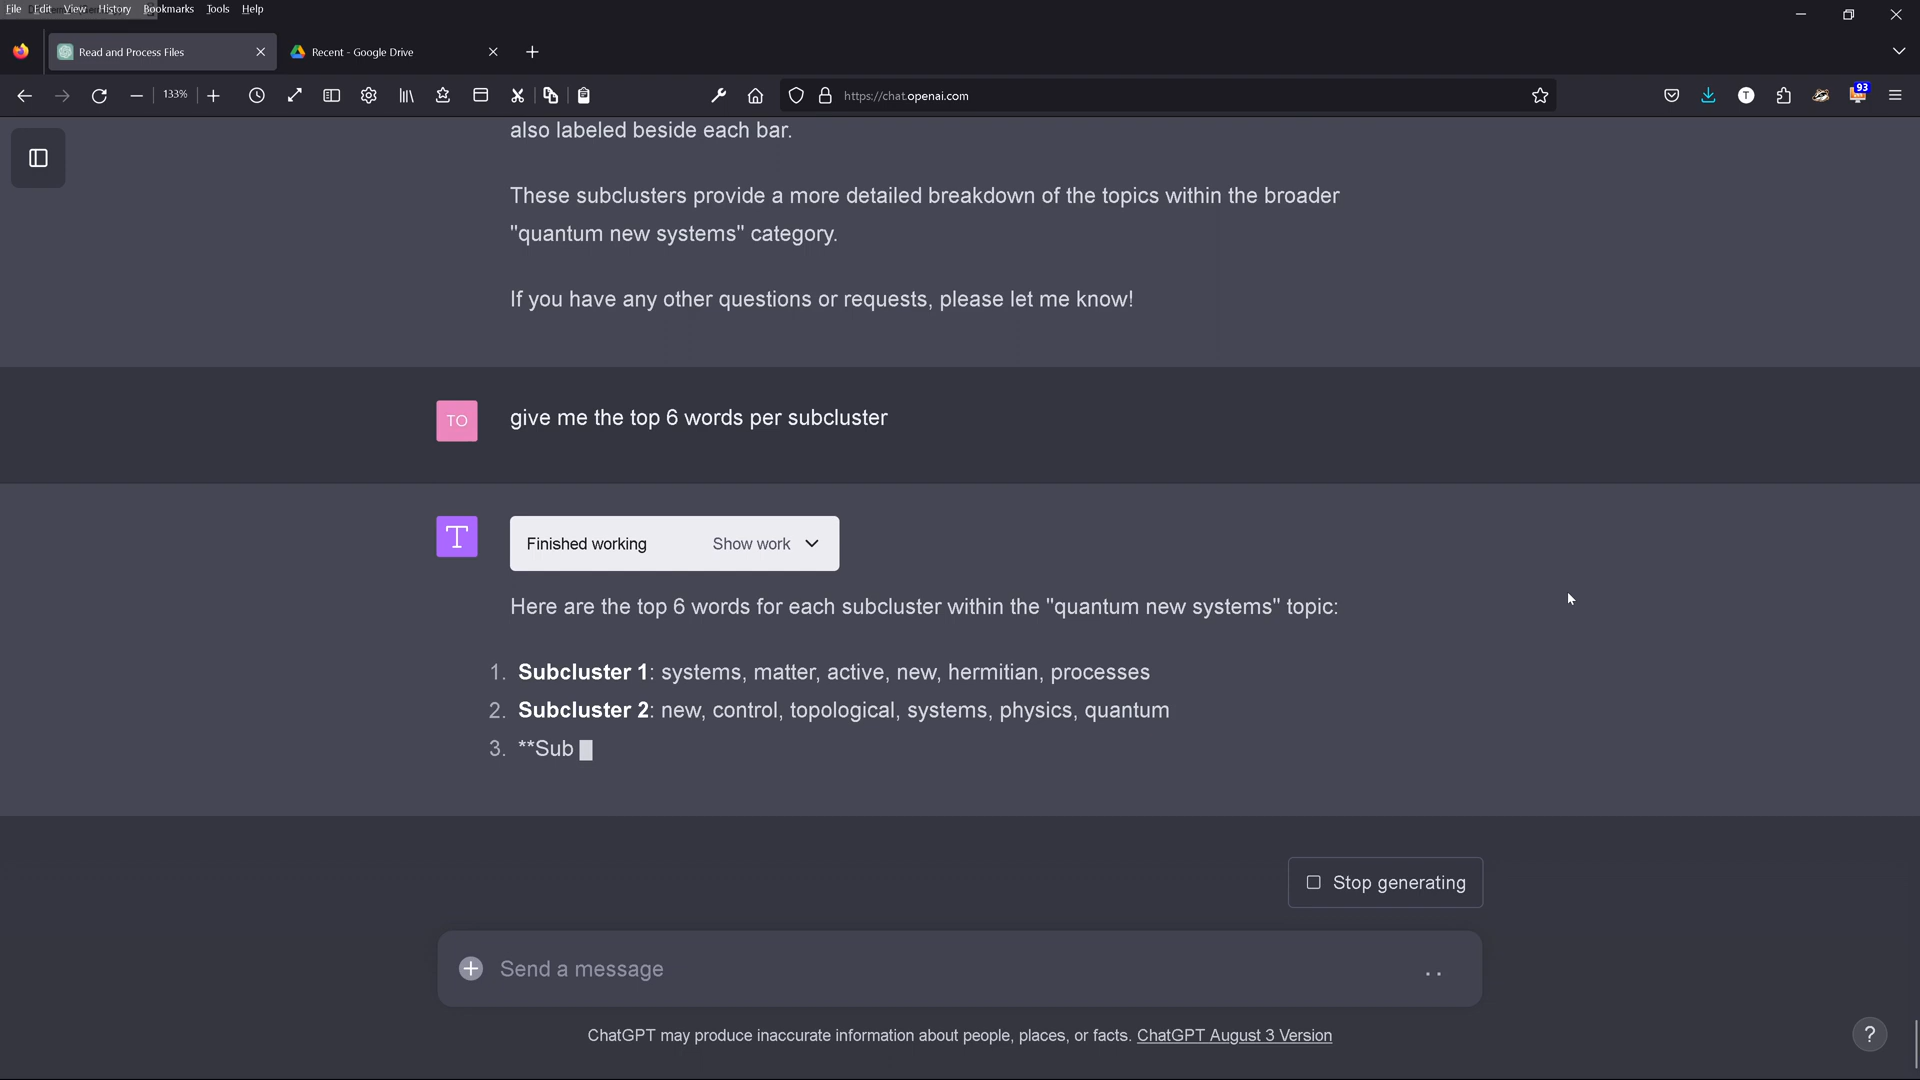 File Edit View History Bookmarks Tools Help
Read and Process Files
Recent - Google Drive
133%
https://chat.openai.com
T
93
also labeled beside each bar.
These subclusters provide a more detailed breakdown of the topics within the broader
"quantum new systems" category.
If you have any other questions or requests, please let me know!
TO
give me the top 6 words per subcluster
T
Finished working
Show work
Here are the top 6 words for each subcluster within the "quantum new systems" topic:
1. Subcluster 1: systems, matter, active, new, hermitian, processes
2. Subcluster 2: new, control, topological, systems, physics, quantum
3. **Sub
Stop generating
Send a message
ChatGPT may produce inaccurate information about people, places, or facts. ChatGPT August 3 Version
?